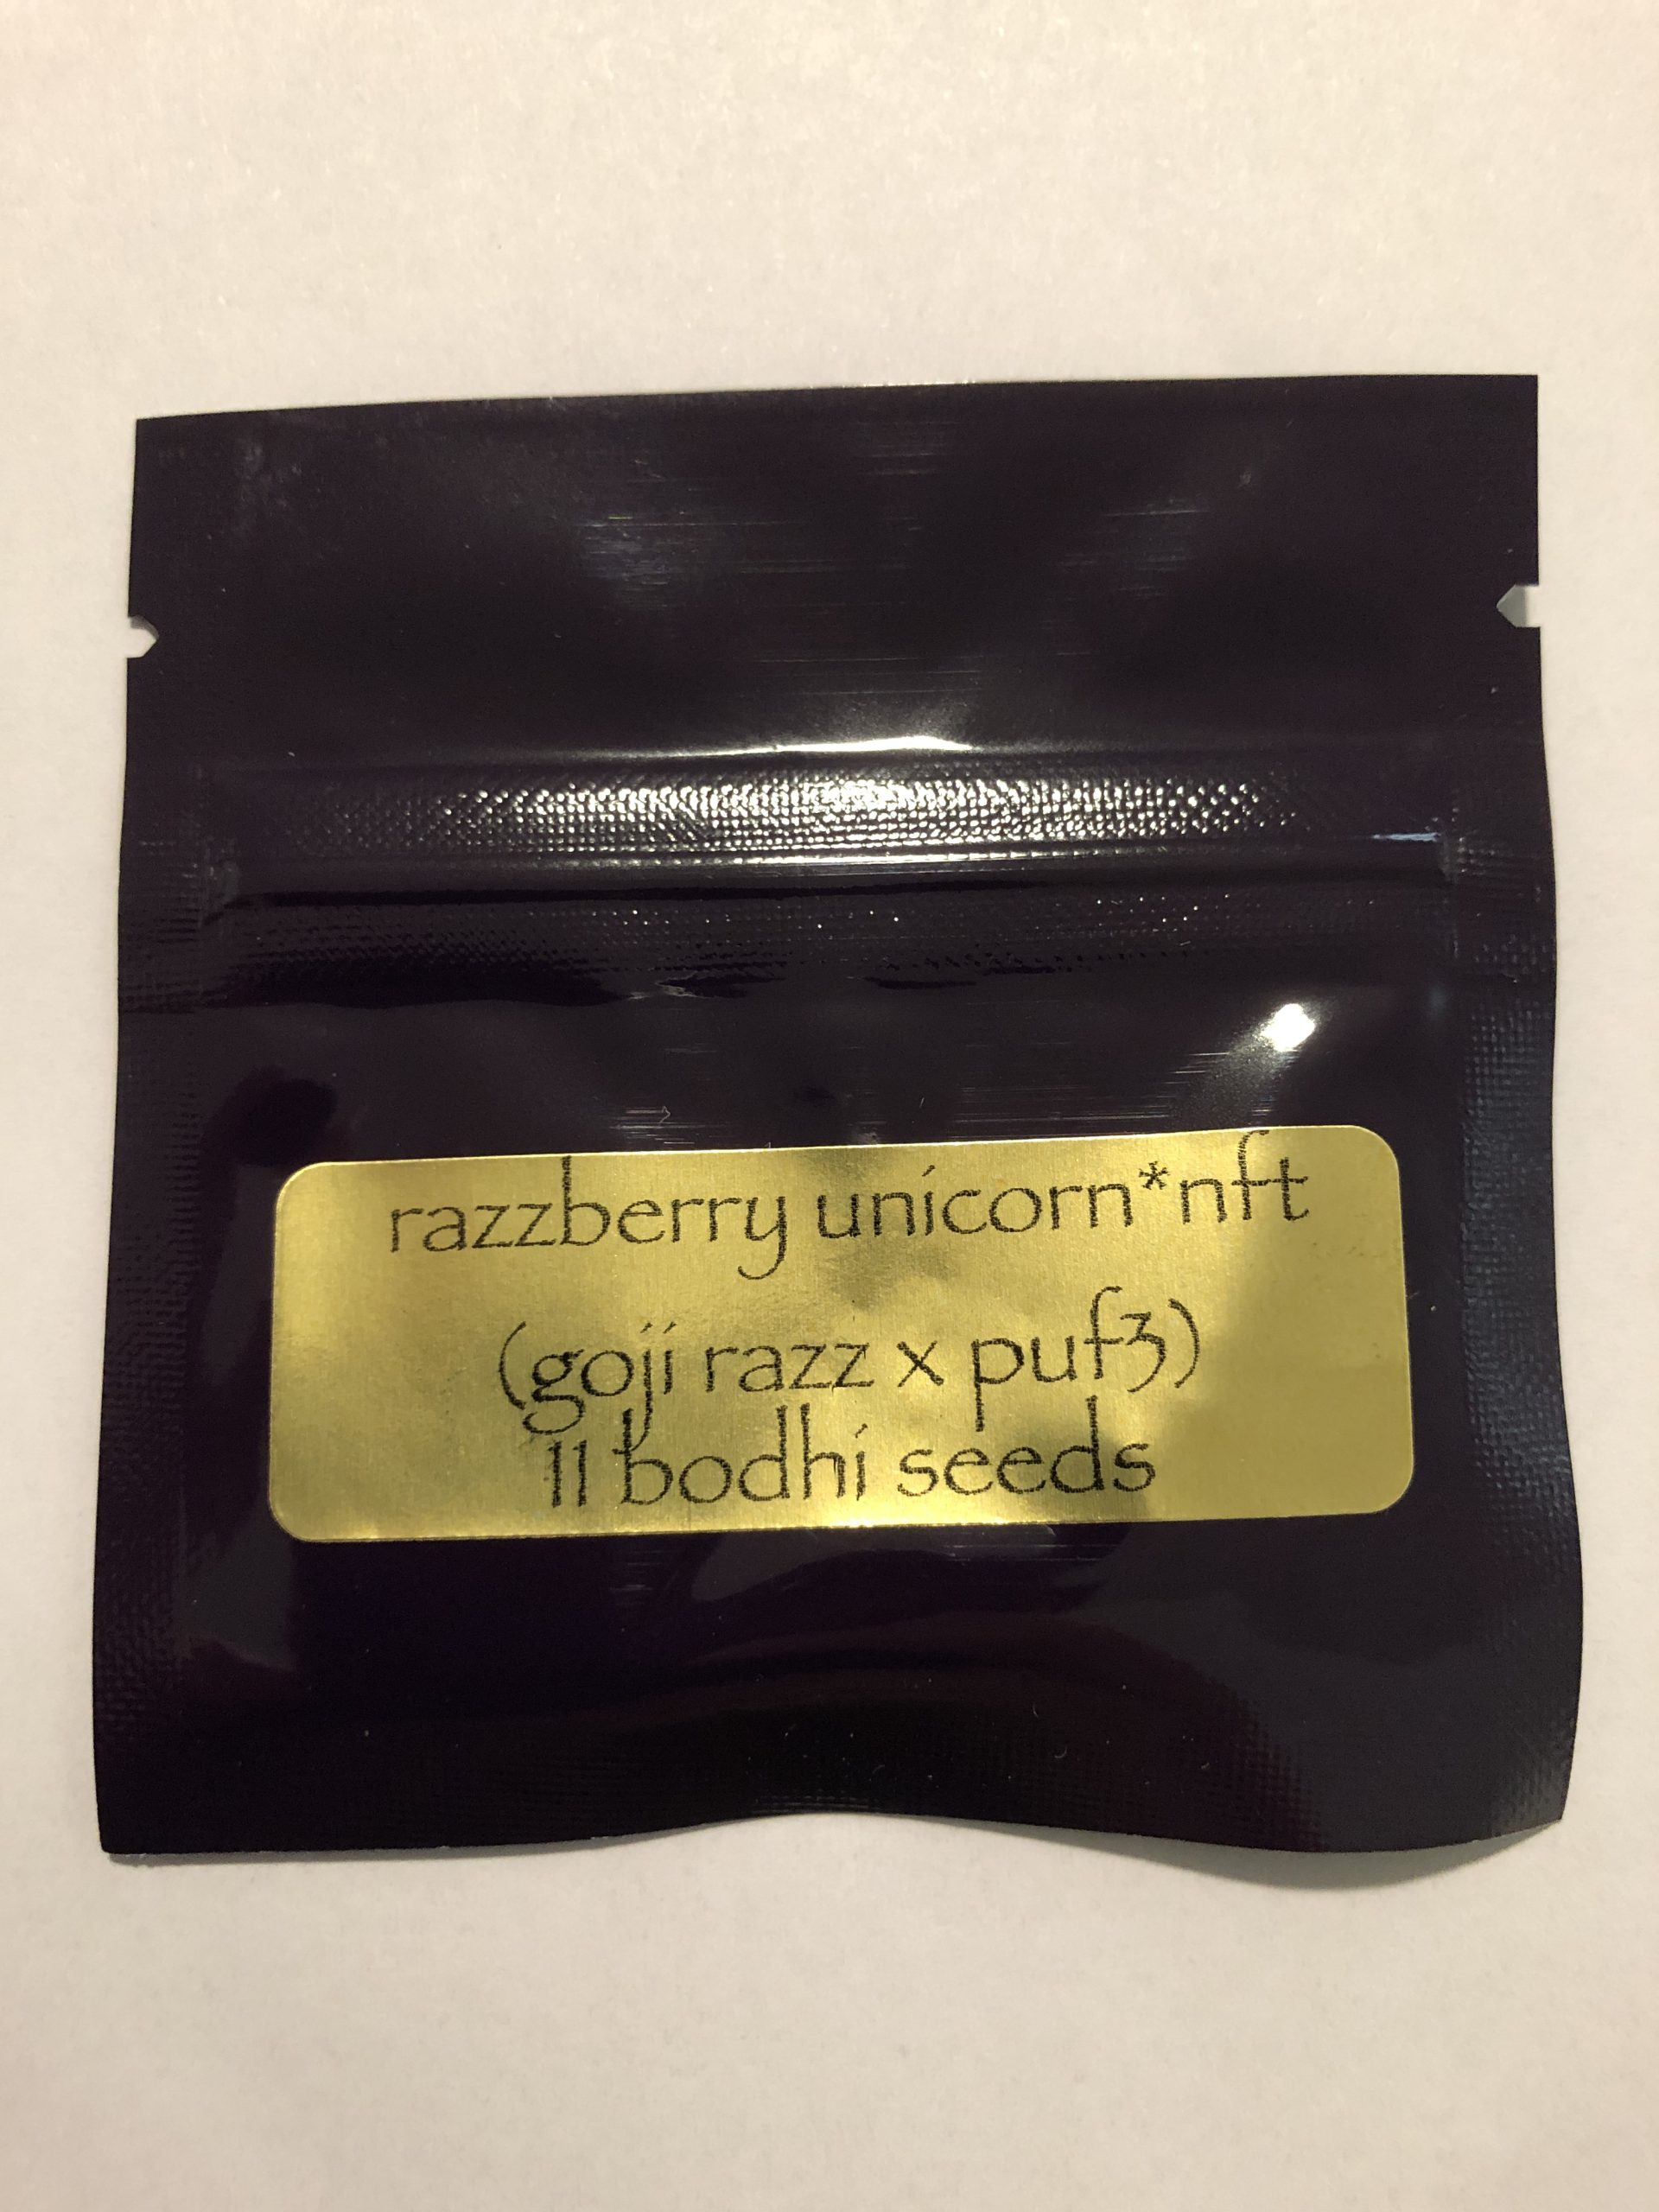 razzberry unicorn*nft
(goji razz x puf3)
11 bodhi seeds